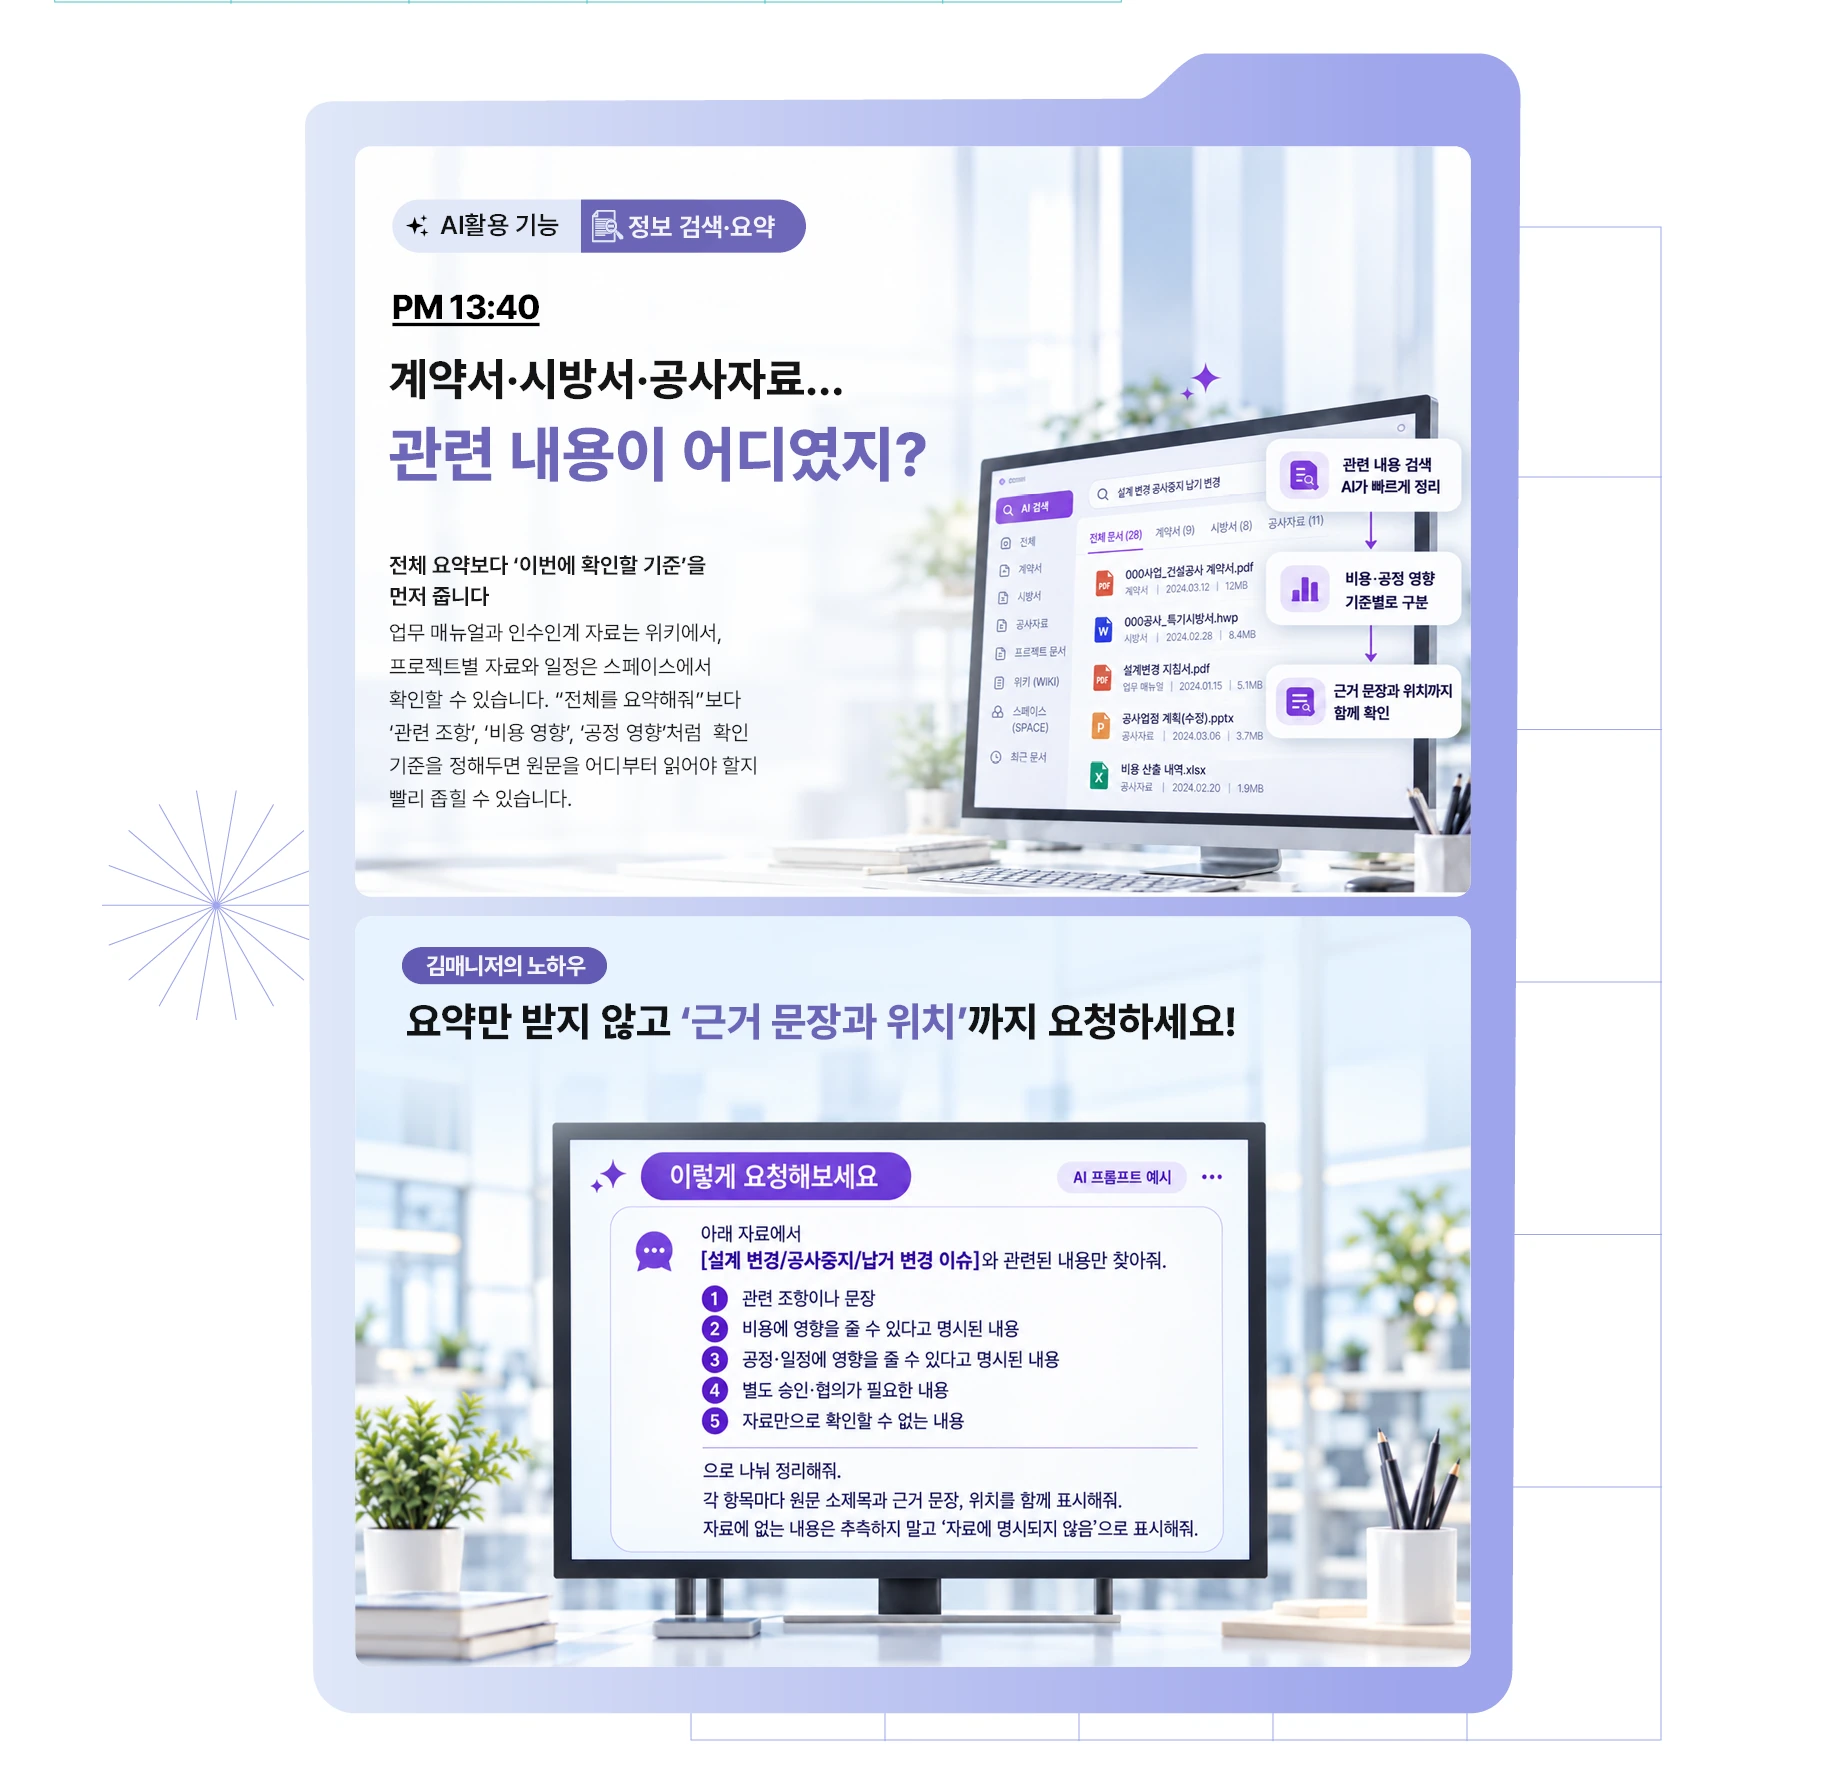 AI활용 기능
정보 검색·요약
PM 13:40
계약서·시방서·공사자료...
관련 내용이 어디였지?
전체 요약보다 ‘이번에 확인할 기준’을
먼저 줍니다
업무 매뉴얼과 인수인계 자료는 위키에서,
프로젝트별 자료와 일정은 스페이스에서
확인할 수 있습니다. “전체를 요약해줘”보다
‘관련 조항’, ‘비용 영향’, ‘공정 영향’처럼 확인
기준을 정해두면 원문을 어디부터 읽어야 할지
빨리 좁힐 수 있습니다.
AI 검색
전체
계약서
시방서
공사자료
프로젝트 문서
위키 (WIKI)
스페이스
(SPACE)
최근 문서
설계 변경 공사중지 납기 변경
전체 문서 (28) 계약서 (9) 시방서 (8) 공사자료 (11)
PDF
000사업_건설공사 계약서.pdf
계약서 | 2024.03.12 | 12MB
W
000공사_특기시방서.hwp
시방서 | 2024.02.28 | 8.4MB
PDF
설계변경 지침서.pdf
업무 매뉴얼 | 2024.01.15 | 5.1MB
P
공사업점 계획(수정).pptx
공사자료 | 2024.03.06 | 3.7MB
X
비용 산출 내역.xlsx
공사자료 | 2024.02.20 | 1.9MB
관련 내용 검색
AI가 빠르게 정리
비용·공정 영향
기준별로 구분
근거 문장과 위치까지
함께 확인
김매니저의 노하우
요약만 받지 않고 ‘근거 문장과 위치’까지 요청하세요!
이렇게 요청해보세요
AI 프롬프트 예시
아래 자료에서
[설계 변경/공사중지/납거 변경 이슈]와 관련된 내용만 찾아줘.
1 관련 조항이나 문장
2 비용에 영향을 줄 수 있다고 명시된 내용
3 공정·일정에 영향을 줄 수 있다고 명시된 내용
4 별도 승인·협의가 필요한 내용
5 자료만으로 확인할 수 없는 내용
으로 나눠 정리해줘.
각 항목마다 원문 소제목과 근거 문장, 위치를 함께 표시해줘.
자료에 없는 내용은 추측하지 말고 ‘자료에 명시되지 않음’으로 표시해줘.